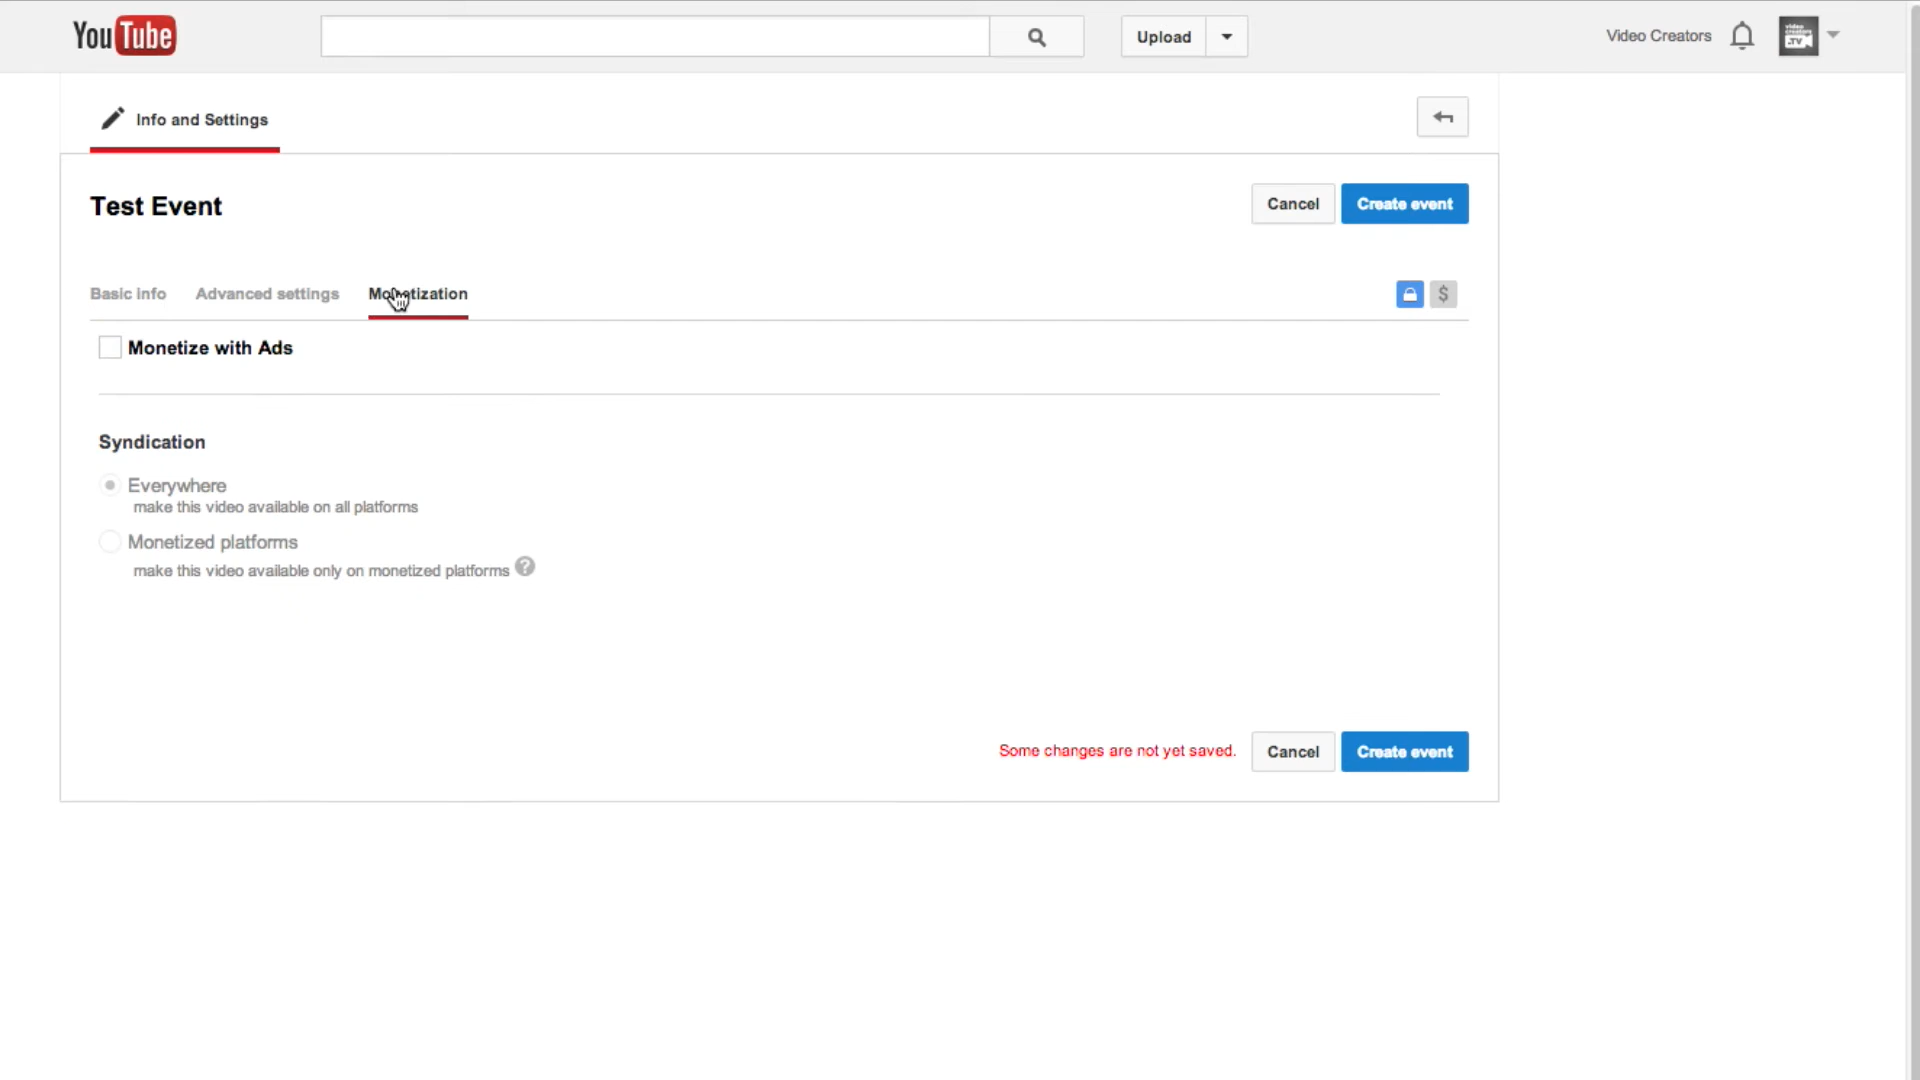 YouTube
Upload
Video Creators
Info and Settings
Test Event
Cancel
Create event
Basic info
Advanced settings
Monetization
$
Monetize with Ads
Syndication
Everywhere
make this video available on all platforms
Monetized platforms
make this video available only on monetized platforms ?
Some changes are not yet saved.
Cancel
Create event